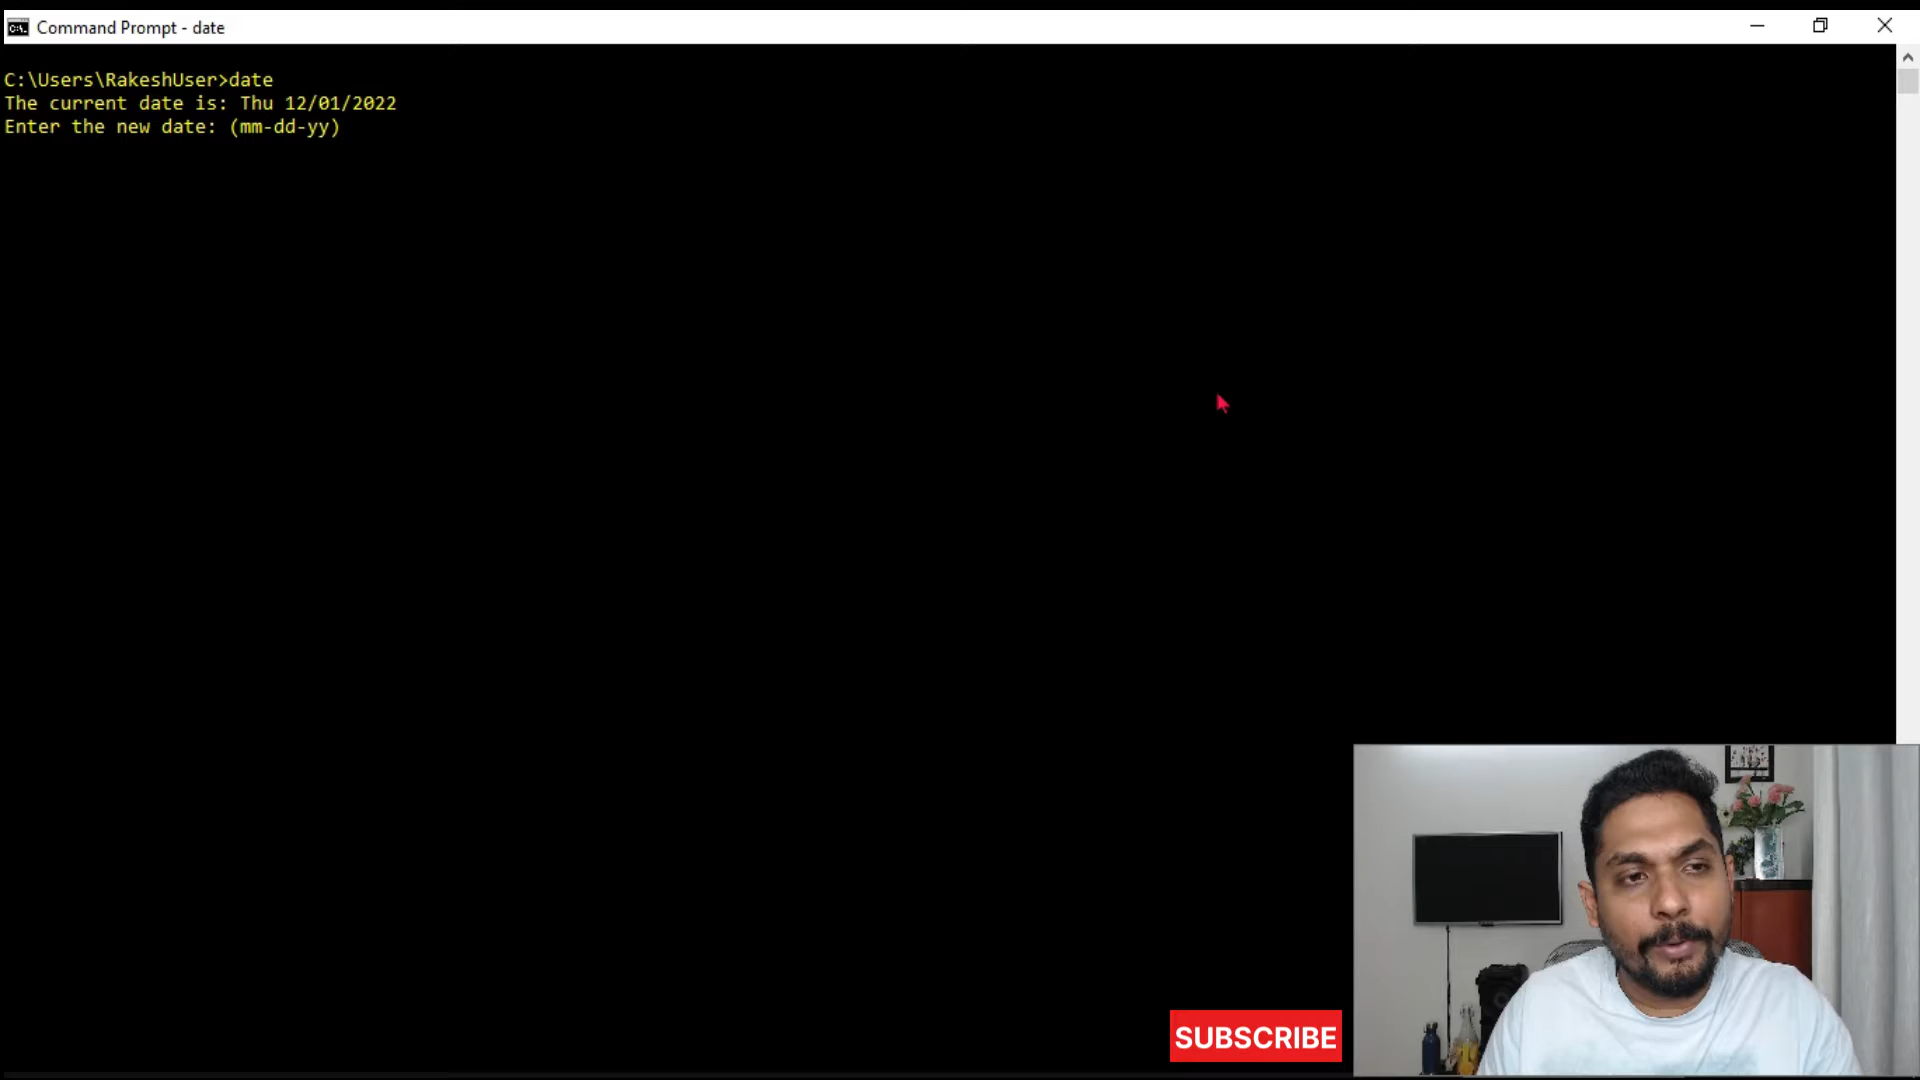 Command Prompt - date
C:\Users\RakeshUser>date
The current date is: Thu 12/01/2022
Enter the new date: (mm-dd-yy)
SUBSCRIBE